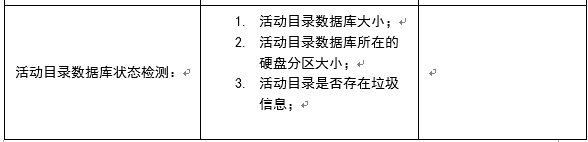 活动目录数据库状态检测：
1. 活动目录数据库大小；
2. 活动目录数据库所在的
硬盘分区大小；
3. 活动目录是否存在垃圾
信息；